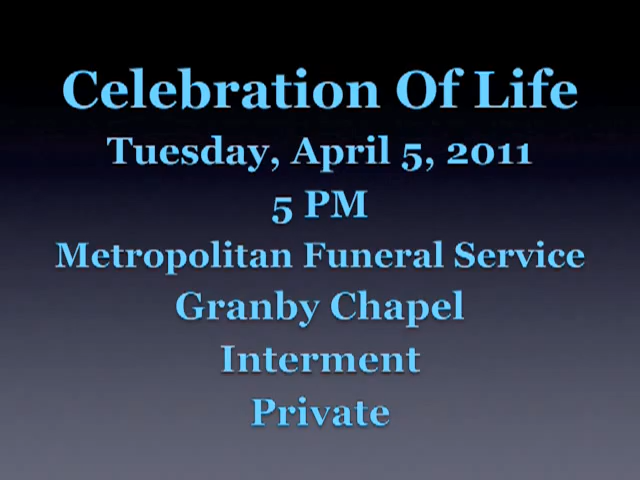 Celebration Of Life
Tuesday, April 5, 2011
5 PM
Metropolitan Funeral Service
Granby Chapel
Interment
Private